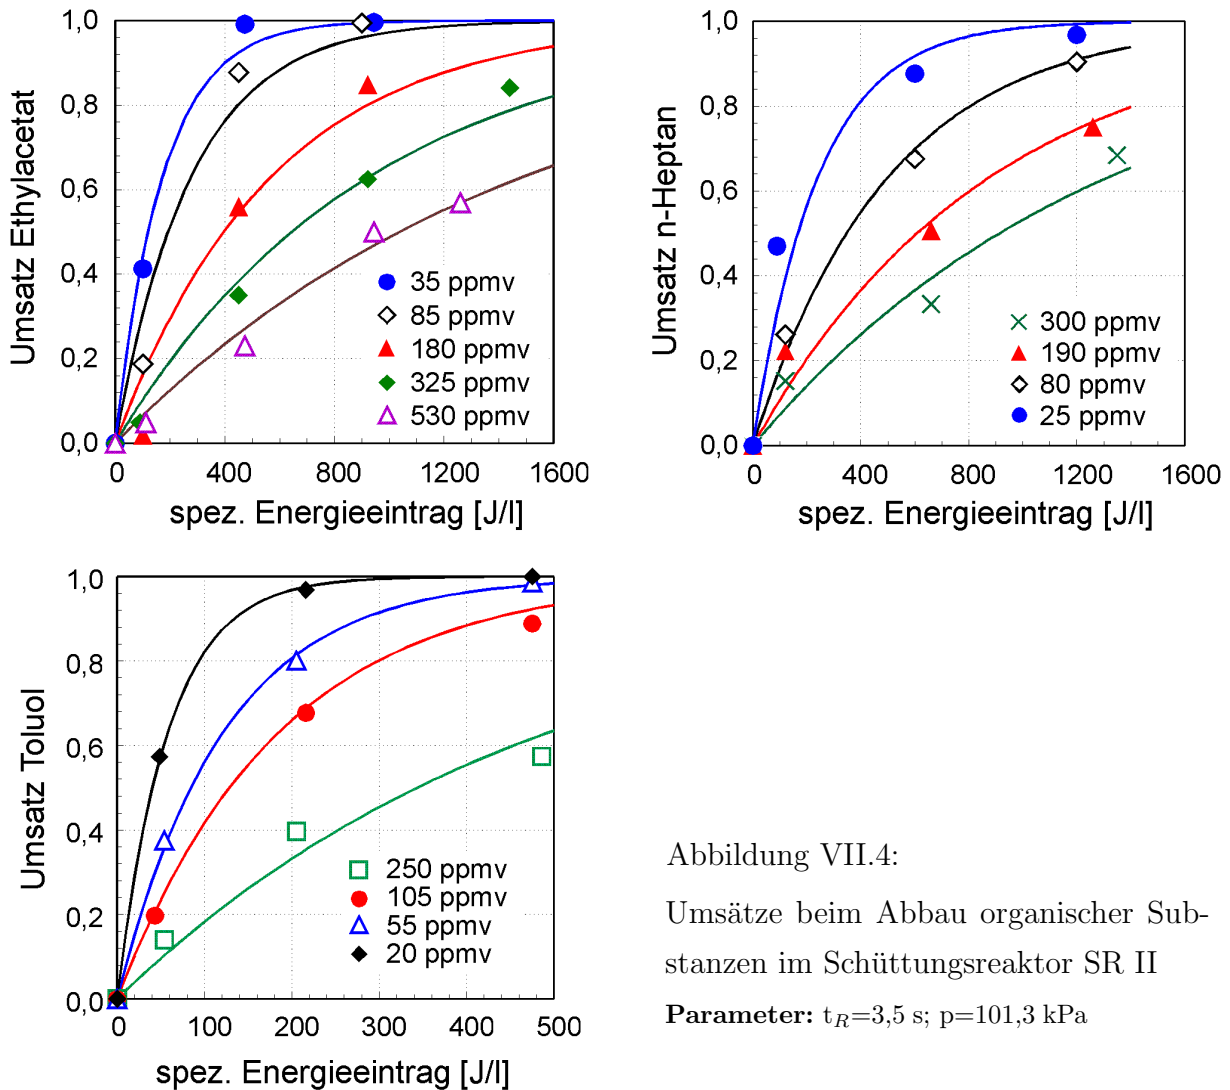 Umsatz Ethylacetat
1,0
0,8
0,6
0,4
0,2
0,0
35 ppmv
85 ppmv
180 ppmv
325 ppmv
530 ppmv
0 400 800 1200 1600
spez. Energieeintrag [J/l]
Umsatz n-Heptan
1,0
0,8
0,6
0,4
0,2
0,0
300 ppmv
190 ppmv
80 ppmv
25 ppmv
0 400 800 1200 1600
spez. Energieeintrag [J/l]
Umsatz Toluol
1,0
0,8
0,6
0,4
0,2
0,0
250 ppmv
105 ppmv
55 ppmv
20 ppmv
0 100 200 300 400 500
spez. Energieeintrag [J/l]
Abbildung VII.4:
Umsätze beim Abbau organischer Sub-
stanzen im Schüttungsreaktor SR II
Parameter: t_R=3,5 s; p=101,3 kPa